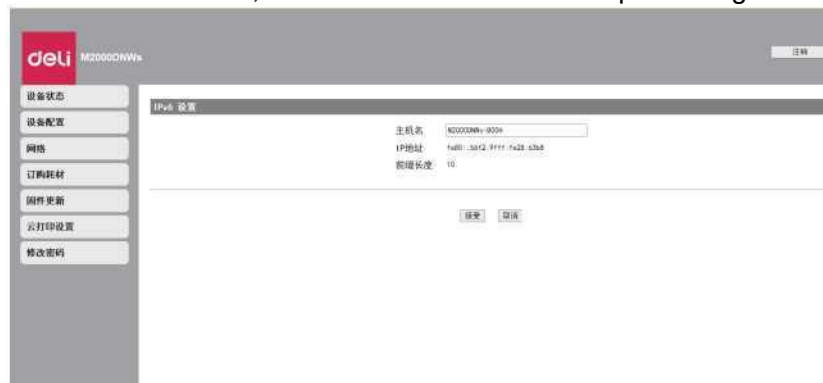 deli M2000DNWs
注销
设备状态
设备配置
网络
订购耗材
固件更新
云打印设置
修改密码
IPv6 设置
主机名
IP地址
前缀长度 10
接受 取消